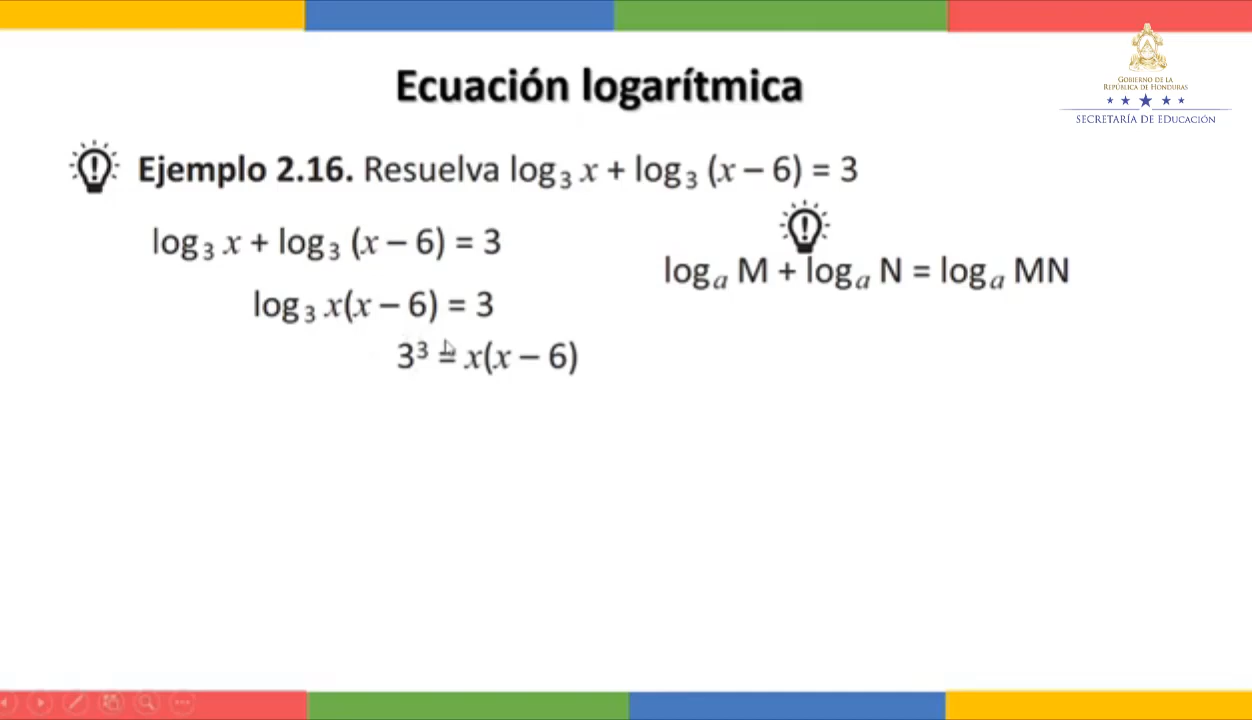 Ecuación logarítmica
GOBIERNO DE LA
REPÚBLICA DE HONDURAS
SECRETARÍA DE EDUCACIÓN
Ejemplo 2.16. Resuelva log₃ x + log₃ (x – 6) = 3
log₃ x + log₃ (x – 6) = 3
logₐ M + logₐ N = logₐ MN
log₃ x(x – 6) = 3
3³ = x(x – 6)